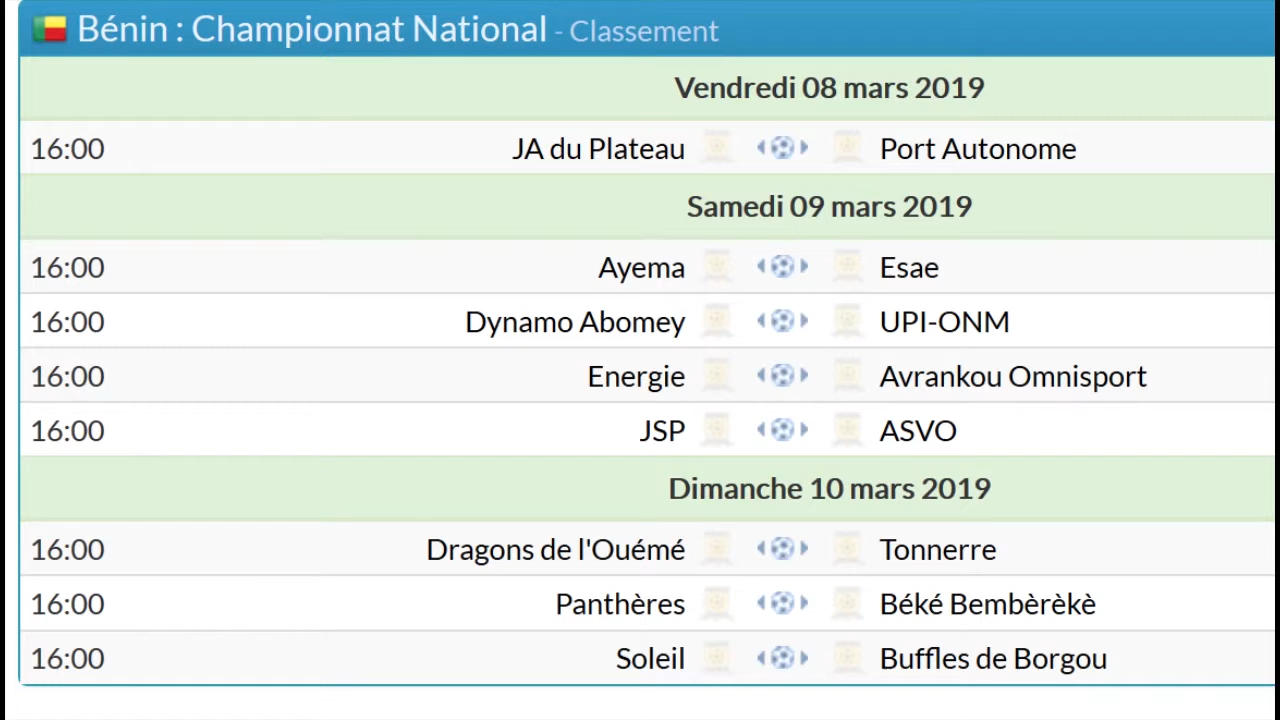 Bénin : Championnat National - Classement
Vendredi 08 mars 2019
16:00 JA du Plateau Port Autonome
Samedi 09 mars 2019
16:00 Ayema Esae
16:00 Dynamo Abomey UPI-ONM
16:00 Energie Avrankou Omnisport
16:00 JSP ASVO
Dimanche 10 mars 2019
16:00 Dragons de l'Ouémé Tonnerre
16:00 Panthères Béké Bembèrèkè
16:00 Soleil Buffles de Borgou